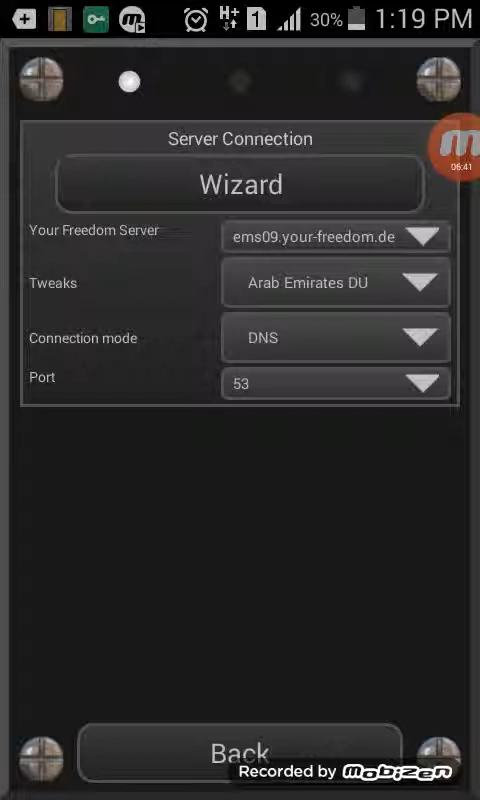 30% 1:19 PM
H+
1
Server Connection
Wizard
06:41
Your Freedom Server
ems09.your-freedom.de
Tweaks
Arab Emirates DU
Connection mode
DNS
Port
53
Back
Recorded by Mobizen